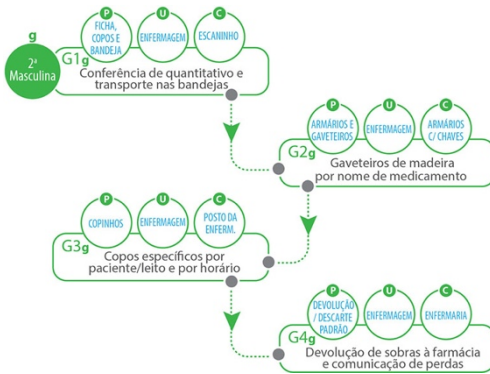 g
2ª
Masculina
P
U
C
FICHA,
COPOS E
BANDEJA
ENFERMAGEM
ESCANINHO
G1g
Conferência de quantitativo e
transporte nas bandejas
P
U
C
ARMÁRIOS E
GAVETEIROS
ENFERMAGEM
ARMÁRIOS
C/ CHAVES
G2g
Gaveteiros de madeira
por nome de medicamento
P
U
C
COPINHOS
ENFERMAGEM
POSTO DA
ENFERM.
G3g
Copos específicos por
paciente/leito e por horário
P
U
C
DEVOLUÇÃO
/ DESCARTE
PADRÃO
ENFERMAGEM
ENFERMARIA
G4g
Devolução de sobras à farmácia
e comunicação de perdas